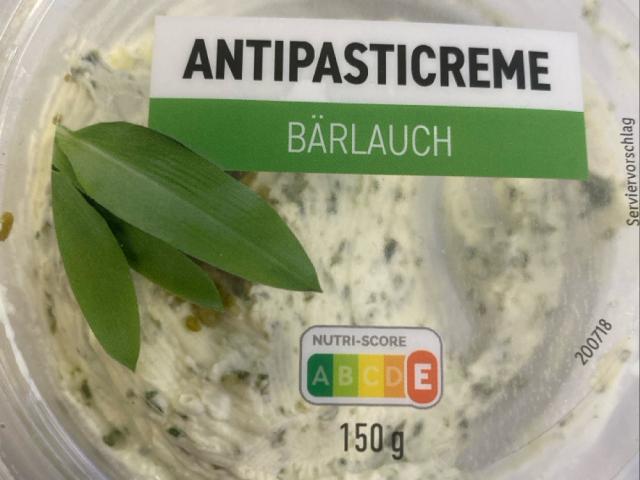 ANTIPASTICREME
BÄRLAUCH
Serviervorschlag
NUTRI-SCORE
A B C D E
200718
150 g